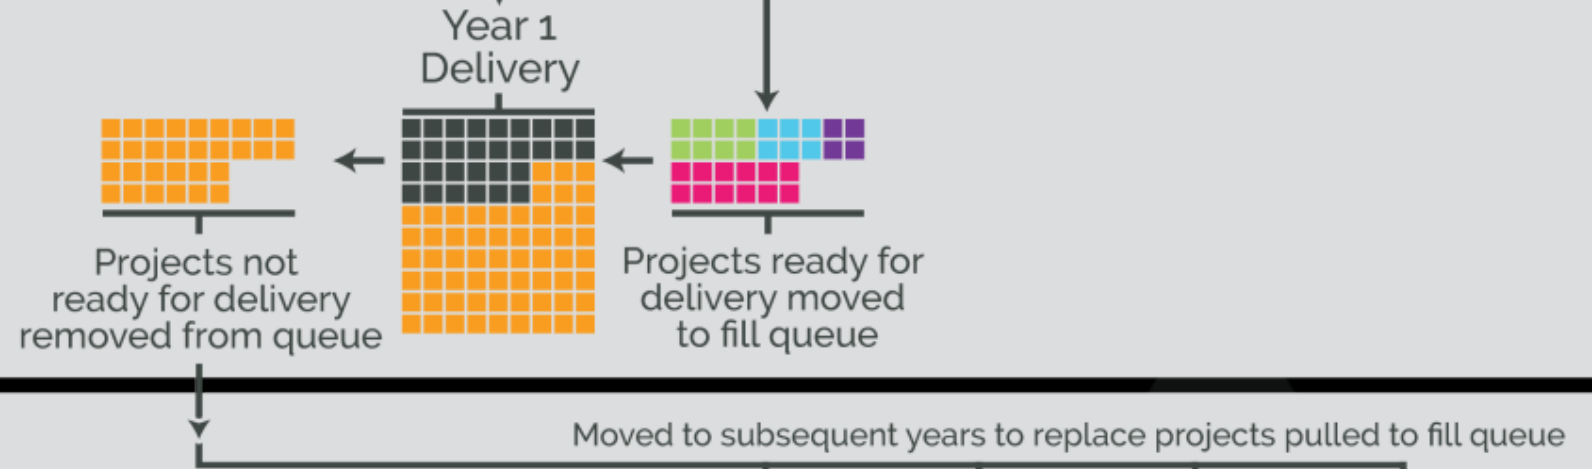 Year 1
Delivery
Projects not
ready for delivery
removed from queue
Projects ready for
delivery moved
to fill queue
Moved to subsequent years to replace projects pulled to fill queue